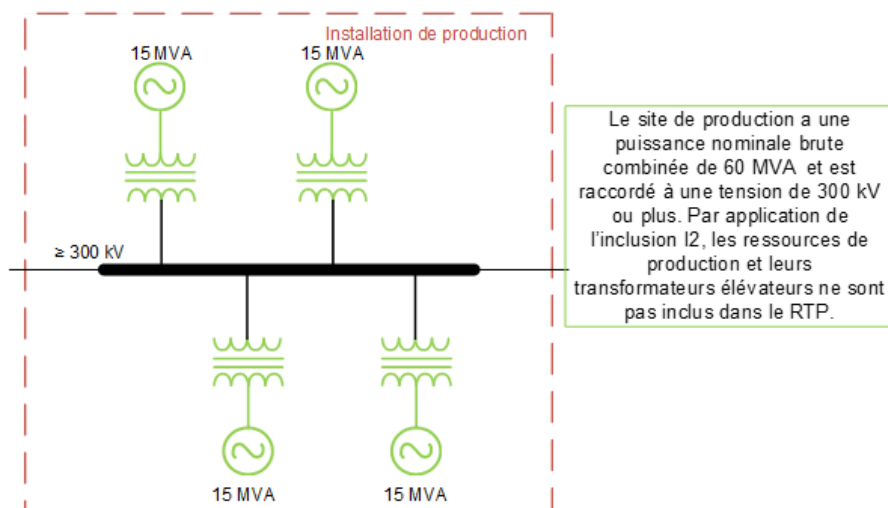 Installation de production
15 MVA
15 MVA
≥ 300 kV
15 MVA
15 MVA
Le site de production a une
puissance nominale brute
combinée de 60 MVA et est
raccordé à une tension de 300 kV
ou plus. Par application de
l'inclusion I2, les ressources de
production et leurs
transformateurs élévateurs ne sont
pas inclus dans le RTP.